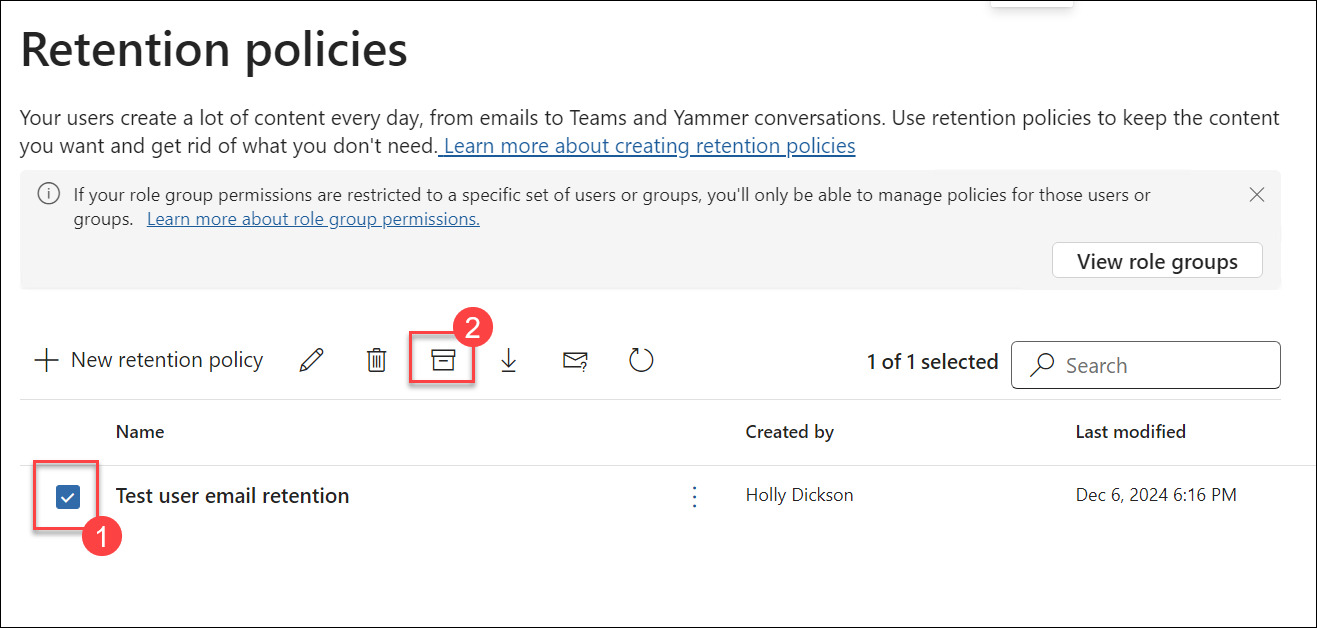 Retention policies
Your users create a lot of content every day, from emails to Teams and Yammer conversations. Use retention policies to keep the content
you want and get rid of what you don't need. Learn more about creating retention policies
If your role group permissions are restricted to a specific set of users or groups, you'll only be able to manage policies for those users or
groups. Learn more about role group permissions.
View role groups
2
New retention policy
1 of 1 selected
Search
Name Created by Last modified
Test user email retention Holly Dickson Dec 6, 2024 6:16 PM
1